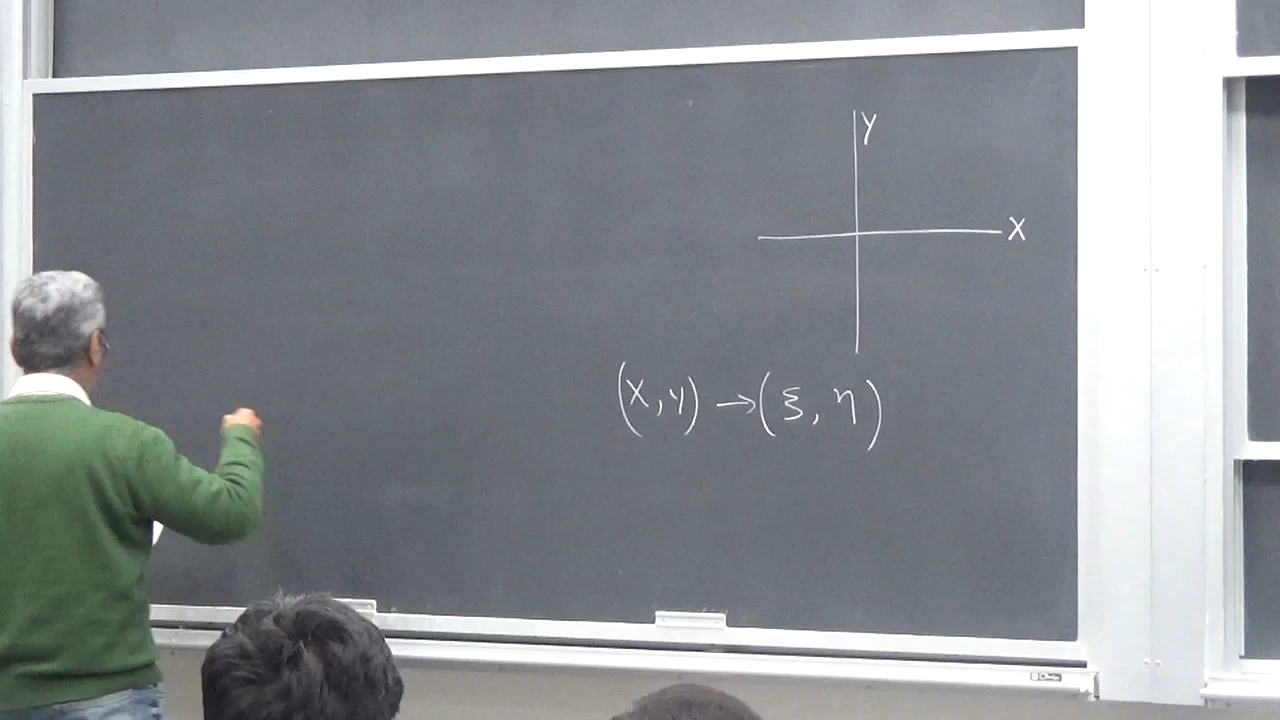 y
x
(x, y) → (ξ, η)